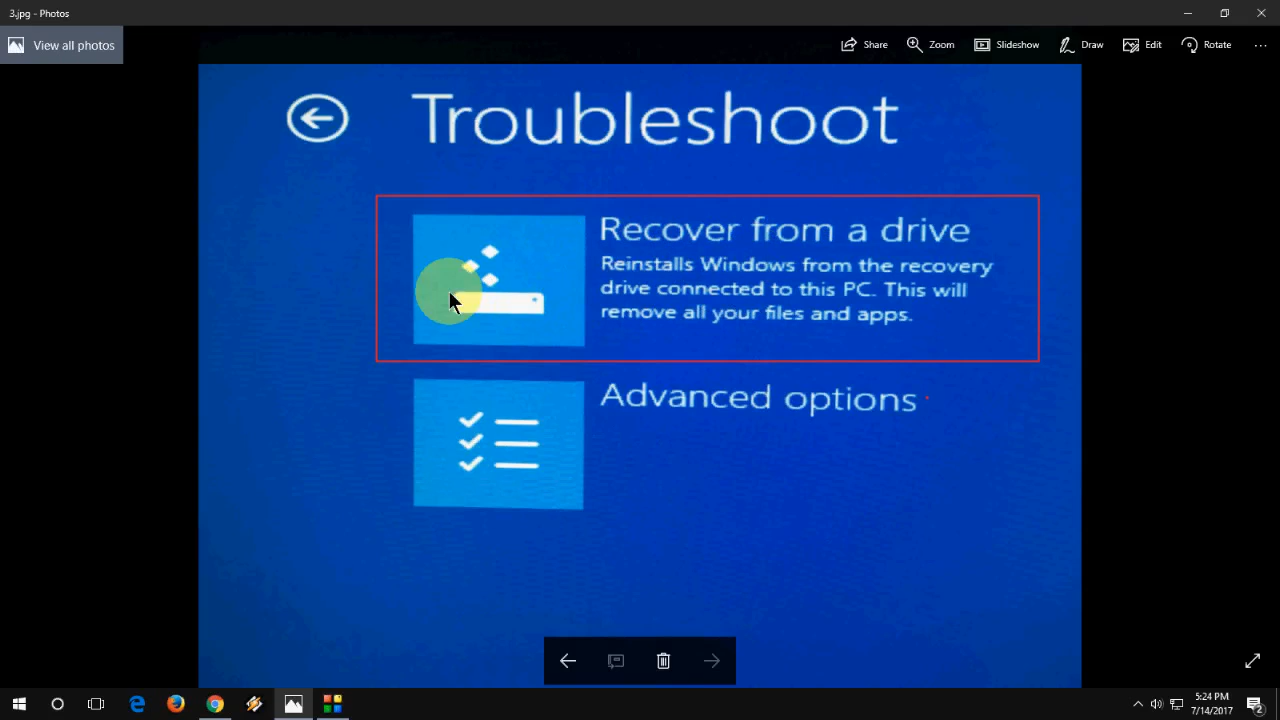 3.jpg - Photos
View all photos
Share
Zoom
Slideshow
Draw
Edit
Rotate
Troubleshoot
Recover from a drive
Reinstalls Windows from the recovery
drive connected to this PC. This will
remove all your files and apps.
Advanced options
5:24 PM
7/14/2017
2